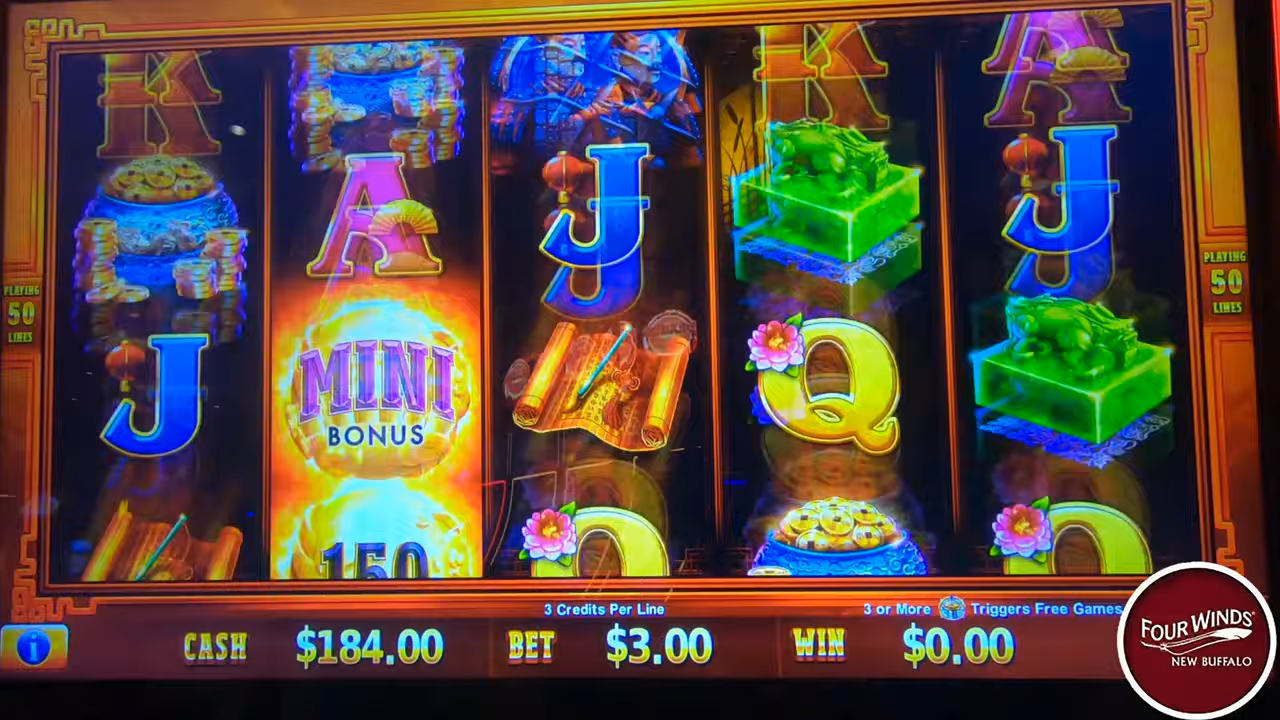 K
K
A
A
J
J
MINI
BONUS
J
Q
PLAYING
50
LINES
PLAYING
50
LINES
150
Q
Q
3 Credits Per Line
3 or More Triggers Free Games
CASH $184.00 BET $3.00 WIN $0.00
i
FOUR WINDS®
NEW BUFFALO